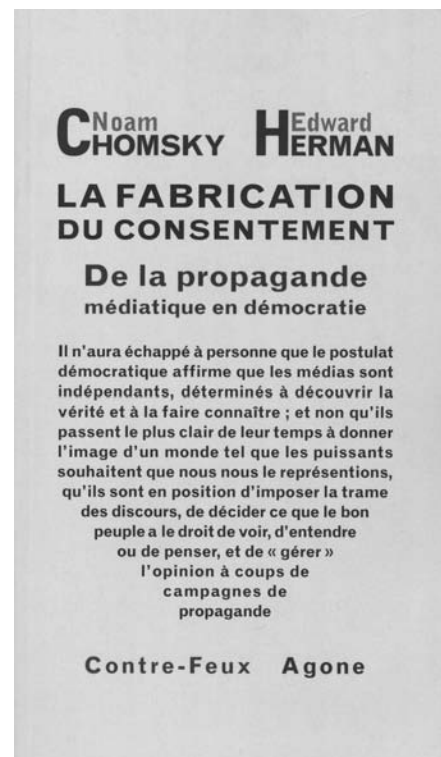 Noam CHOMSKY Edward HERMAN
LA FABRICATION
DU CONSENTEMENT
De la propagande
médiatique en démocratie
Il n'aura échappé à personne que le postulat
démocratique affirme que les médias sont
indépendants, déterminés à découvrir la
vérité et à la faire connaître ; et non qu'ils
passent le plus clair de leur temps à donner
l'image d'un monde tel que les puissants
souhaitent que nous nous le représentions,
qu'ils sont en position d'imposer la trame
des discours, de décider ce que le bon
peuple a le droit de voir, d'entendre
ou de penser, et de « gérer »
l'opinion à coups de
campagnes de
propagande
Contre-Feux Agone